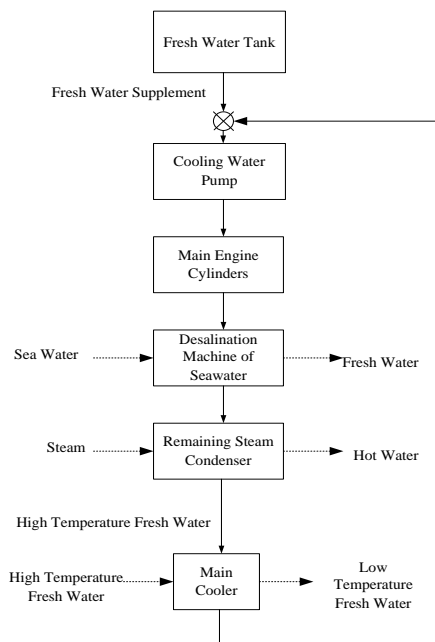 Fresh Water Tank
Fresh Water Supplement
Cooling Water
Pump
Main Engine
Cylinders
Sea Water
Desalination
Machine of
Seawater
Fresh Water
Steam
Remaining Steam
Condenser
Hot Water
High Temperature Fresh Water
High Temperature
Fresh Water
Main
Cooler
Low
Temperature
Fresh Water